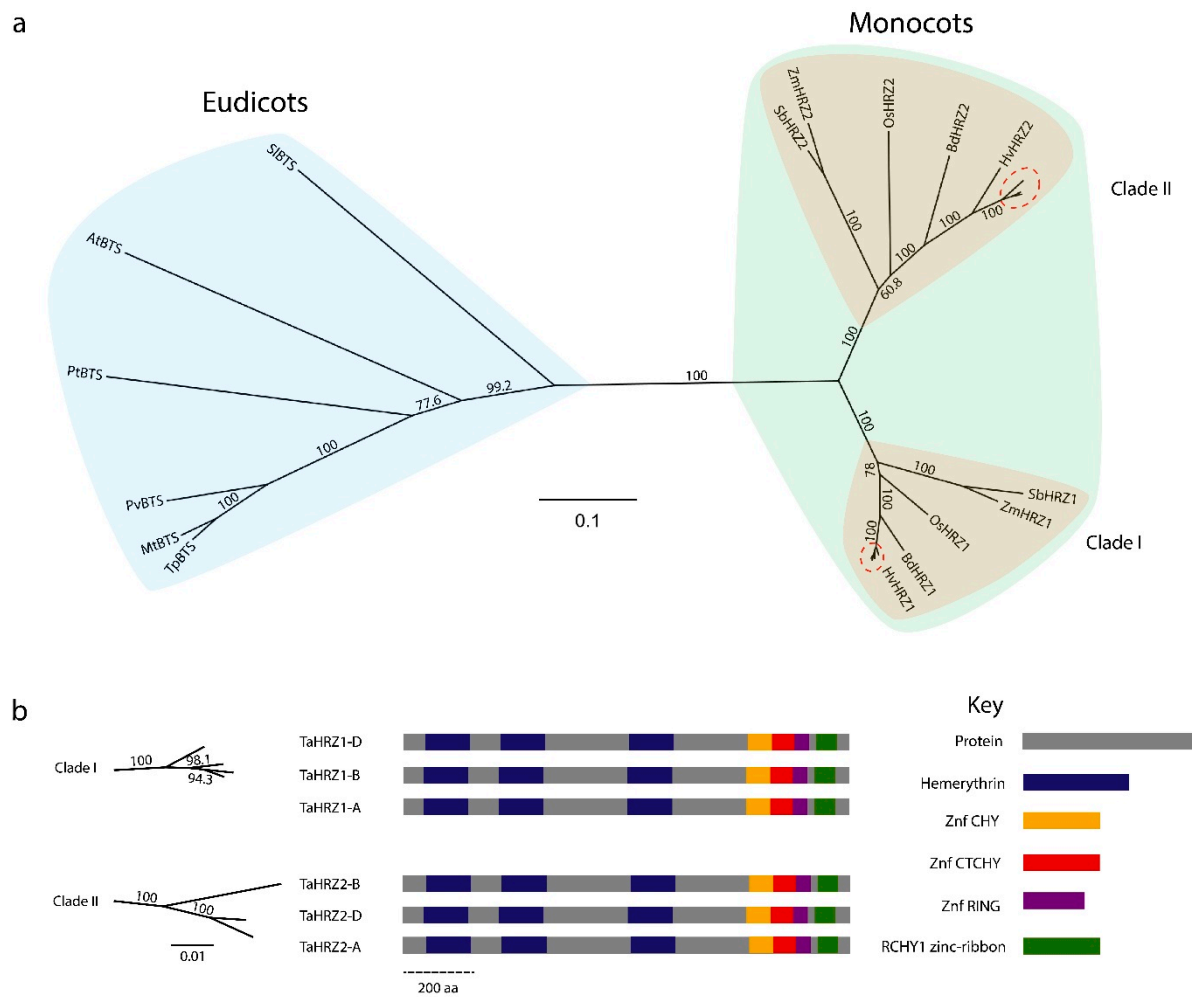 a
Monocots
Eudicots
ZmHRZ2
SbHRZ2
OsHRZ2
BdHRZ2
HvHRZ2
Clade II
SlBTS
AtBTS
PtBTS
PvBTS
MtBTS
TpBTS
100
100
100
100
60.8
100
100
99.2
77.6
100
100
100
78
100
100
100
SbHRZ1
ZmHRZ1
OsHRZ1
BdHRZ1
HvHRZ1
Clade I
0.1
b
Key
Clade I
100
98.1
94.3
TaHRZ1-D
TaHRZ1-B
TaHRZ1-A
Clade II
100
100
0.01
TaHRZ2-B
TaHRZ2-D
TaHRZ2-A
200 aa
Protein
Hemerythrin
Znf CHY
Znf CTCHY
Znf RING
RCHY1 zinc-ribbon